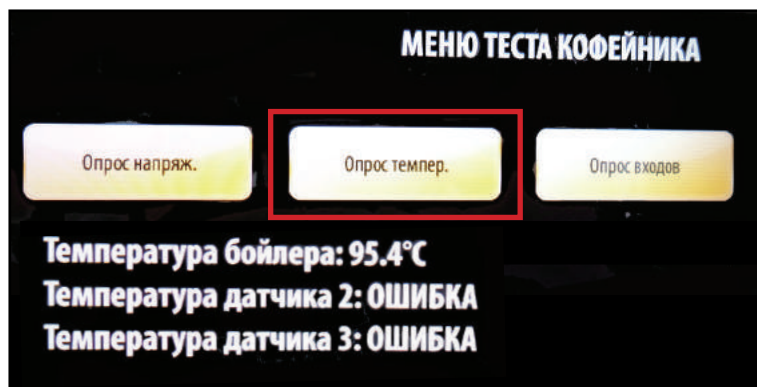 МЕНЮ ТЕСТА КОФЕЙНИКА
Опрос напряж.
Опрос темпер.
Опрос входов
Температура бойлера: 95.4°C
Температура датчика 2: ОШИБКА
Температура датчика 3: ОШИБКА